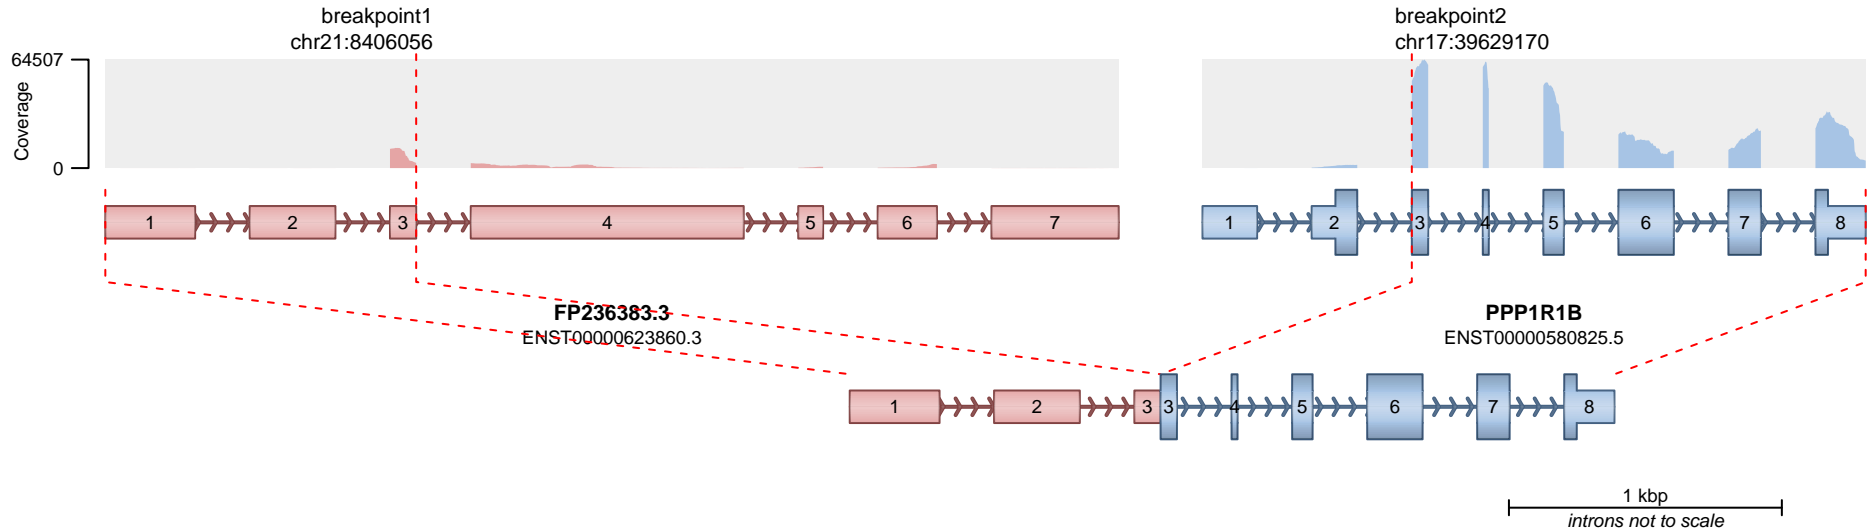 breakpoint1
chr21:8406056
breakpoint2
chr17:39629170
64507
Coverage
0
1 2 3 4 5 6 7
1 2 3 4 5 6 7 8
FP236383.3
ENST00000623860.3
PPP1R1B
ENST00000580825.5
1 2 3 3 4 5 6 7 8
1 kbp
introns not to scale